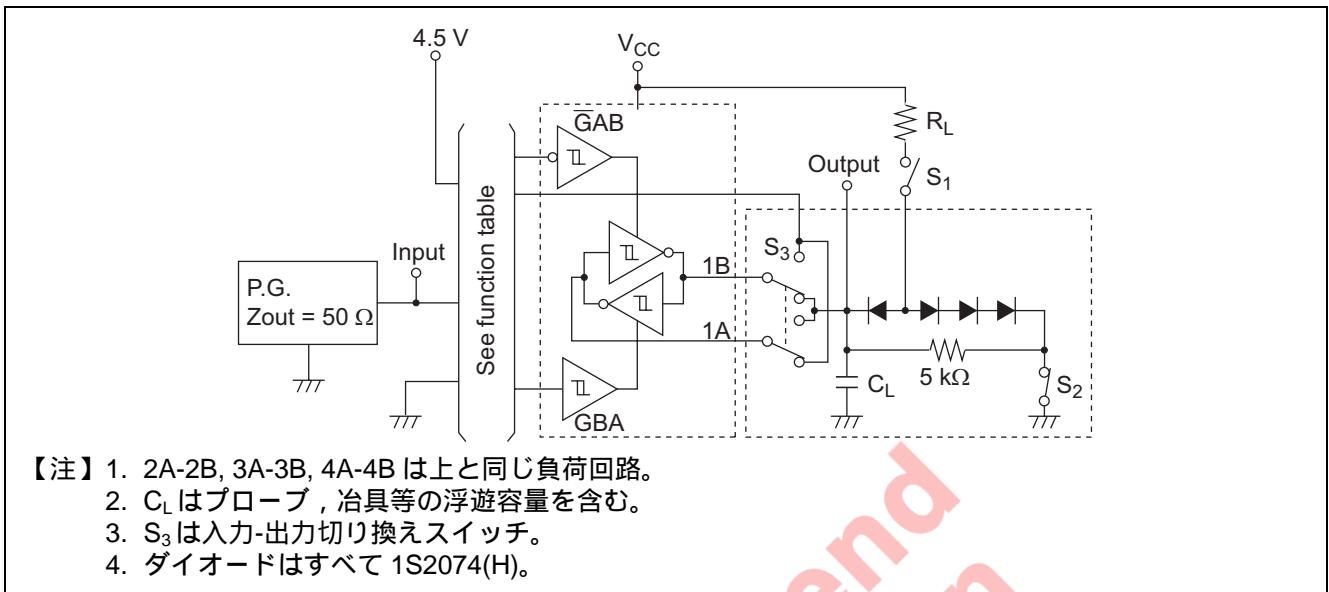 4.5 V
V_CC
G̅AB
R_L
Output
S_1
See function table
Input
S_3
P.G.
Zout = 50 Ω
1B
1A
5 kΩ
C_L
S_2
GBA
【注】1. 2A-2B, 3A-3B, 4A-4B は上と同じ負荷回路。
2. C_L はプローブ , 冶具等の浮遊容量を含む。
3. S_3 は入力-出力切り換えスイッチ。
4. ダイオードはすべて 1S2074(H)。
end